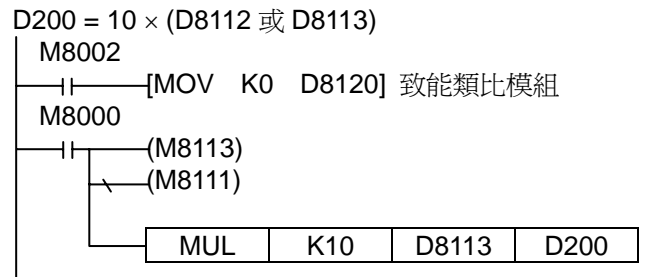 D200 = 10 × (D8112 或 D8113)
M8002
[MOV K0 D8120] 致能類比模組
M8000
(M8113)
(M8111)
MUL K10 D8113 D200